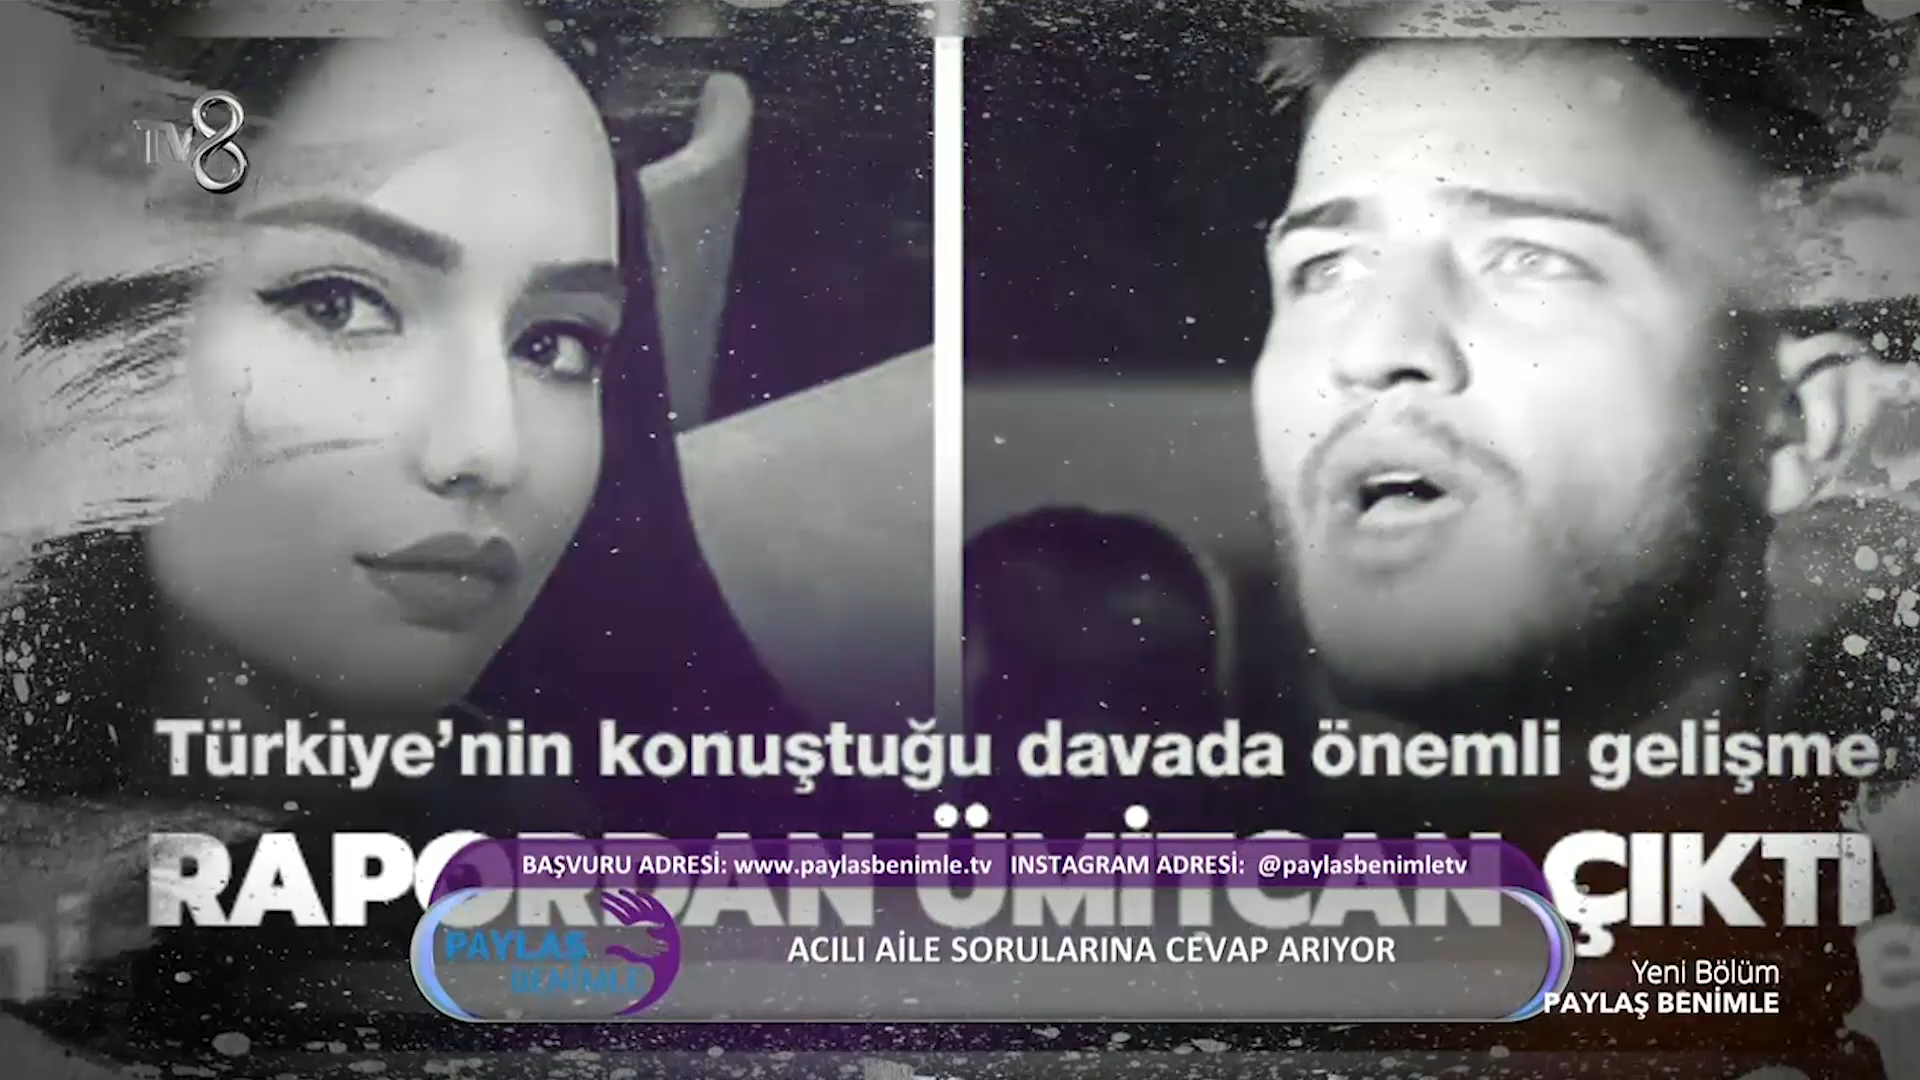 TV8
Türkiye'nin konuştuğu davada önemli gelişme
RAPORDAN ÜMİTCAN ÇIKTI
BAŞVURU ADRESİ: www.paylasbenimle.tv INSTAGRAM ADRESİ: @paylasbenimletv
PAYLAŞ
BENİMLE
ACILI AİLE SORULARINA CEVAP ARIYOR
Yeni Bölüm
PAYLAŞ BENİMLE